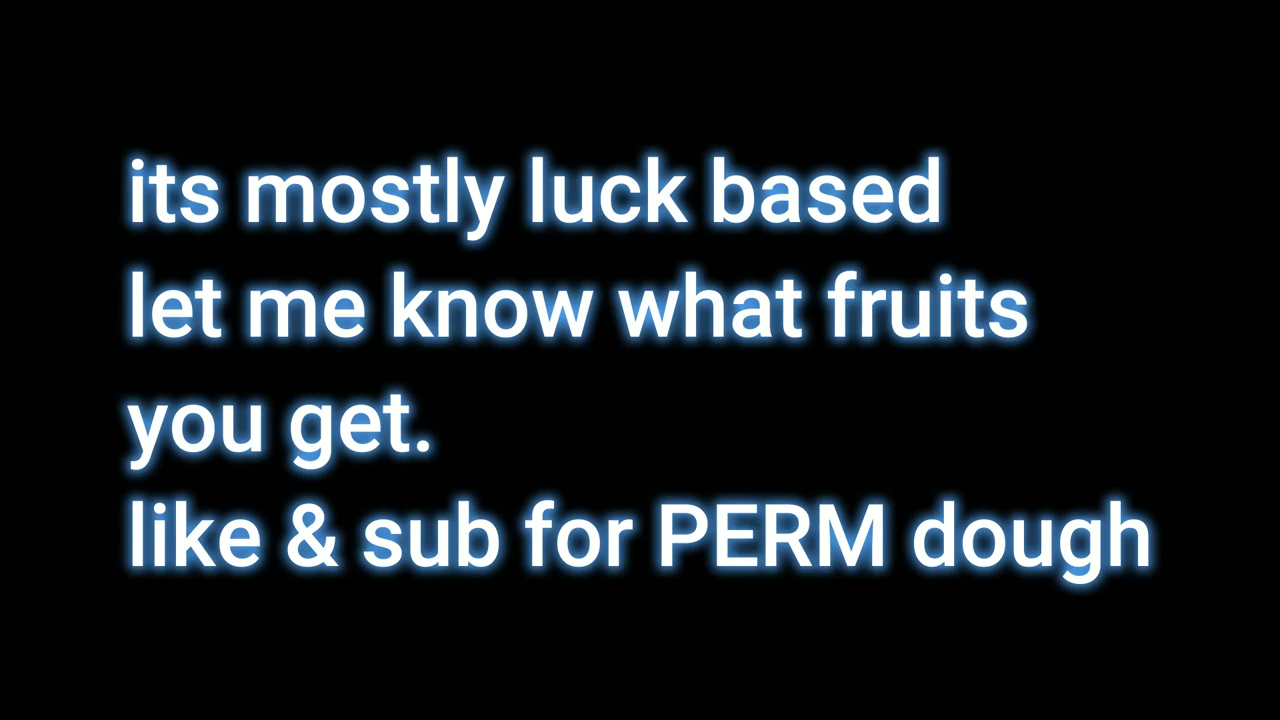 its mostly luck based
let me know what fruits
you get.
like & sub for PERM dough